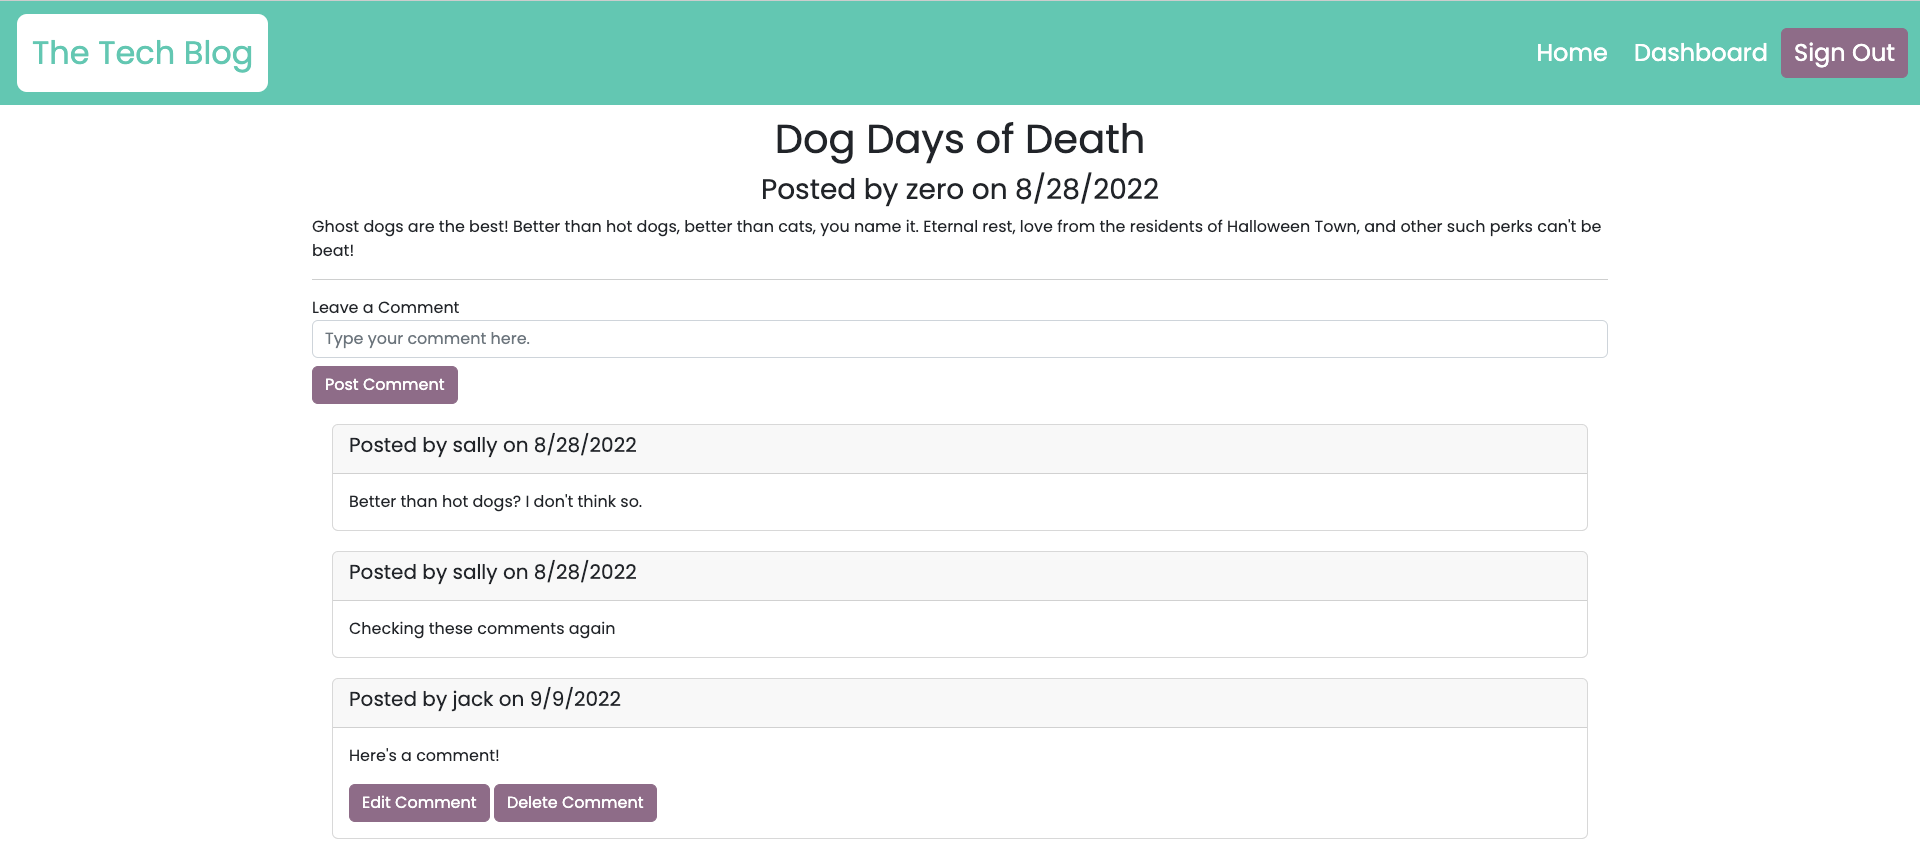 The Tech Blog
Home Dashboard Sign Out
Dog Days of Death
Posted by zero on 8/28/2022
Ghost dogs are the best! Better than hot dogs, better than cats, you name it. Eternal rest, love from the residents of Halloween Town, and other such perks can't be
beat!
Leave a Comment
Type your comment here.
Post Comment
Posted by sally on 8/28/2022
Better than hot dogs? I don't think so.
Posted by sally on 8/28/2022
Checking these comments again
Posted by jack on 9/9/2022
Here's a comment!
Edit Comment Delete Comment